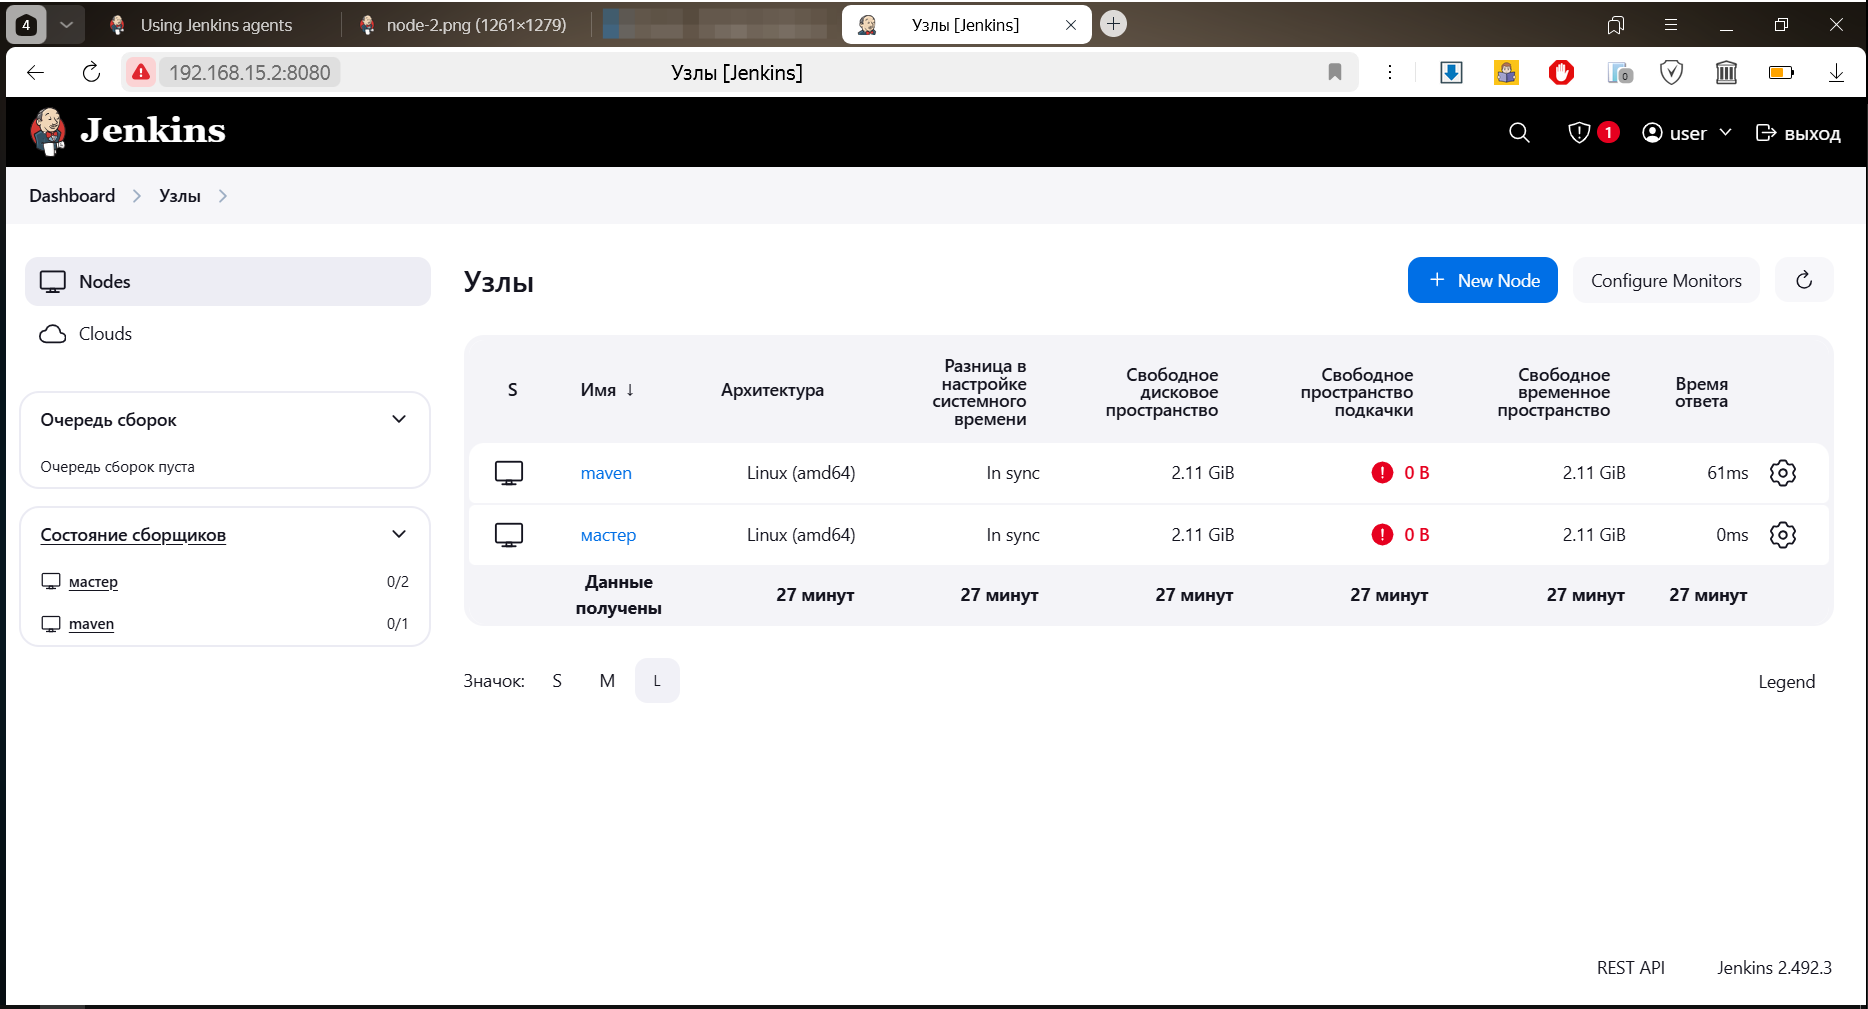 4
Using Jenkins agents
node-2.png (1261×1279)
Узлы [Jenkins]
192.168.15.2:8080
Узлы [Jenkins]
0
Jenkins
1
user
выход
Dashboard
Узлы
Nodes
Clouds
Очередь сборок
Очередь сборок пуста
Состояние сборщиков
мастер 0/2
maven 0/1
Узлы
New Node
Configure Monitors
S
Имя ↓
Архитектура
Разница в
настройке
системного
времени
Свободное
дисковое
пространство
Свободное
пространство
подкачки
Свободное
временное
пространство
Время
ответа
maven Linux (amd64) In sync 2.11 GiB 0 B 2.11 GiB 61ms
мастер Linux (amd64) In sync 2.11 GiB 0 B 2.11 GiB 0ms
Данные
получены
27 минут 27 минут 27 минут 27 минут 27 минут 27 минут
Значок: S M L
Legend
REST API
Jenkins 2.492.3